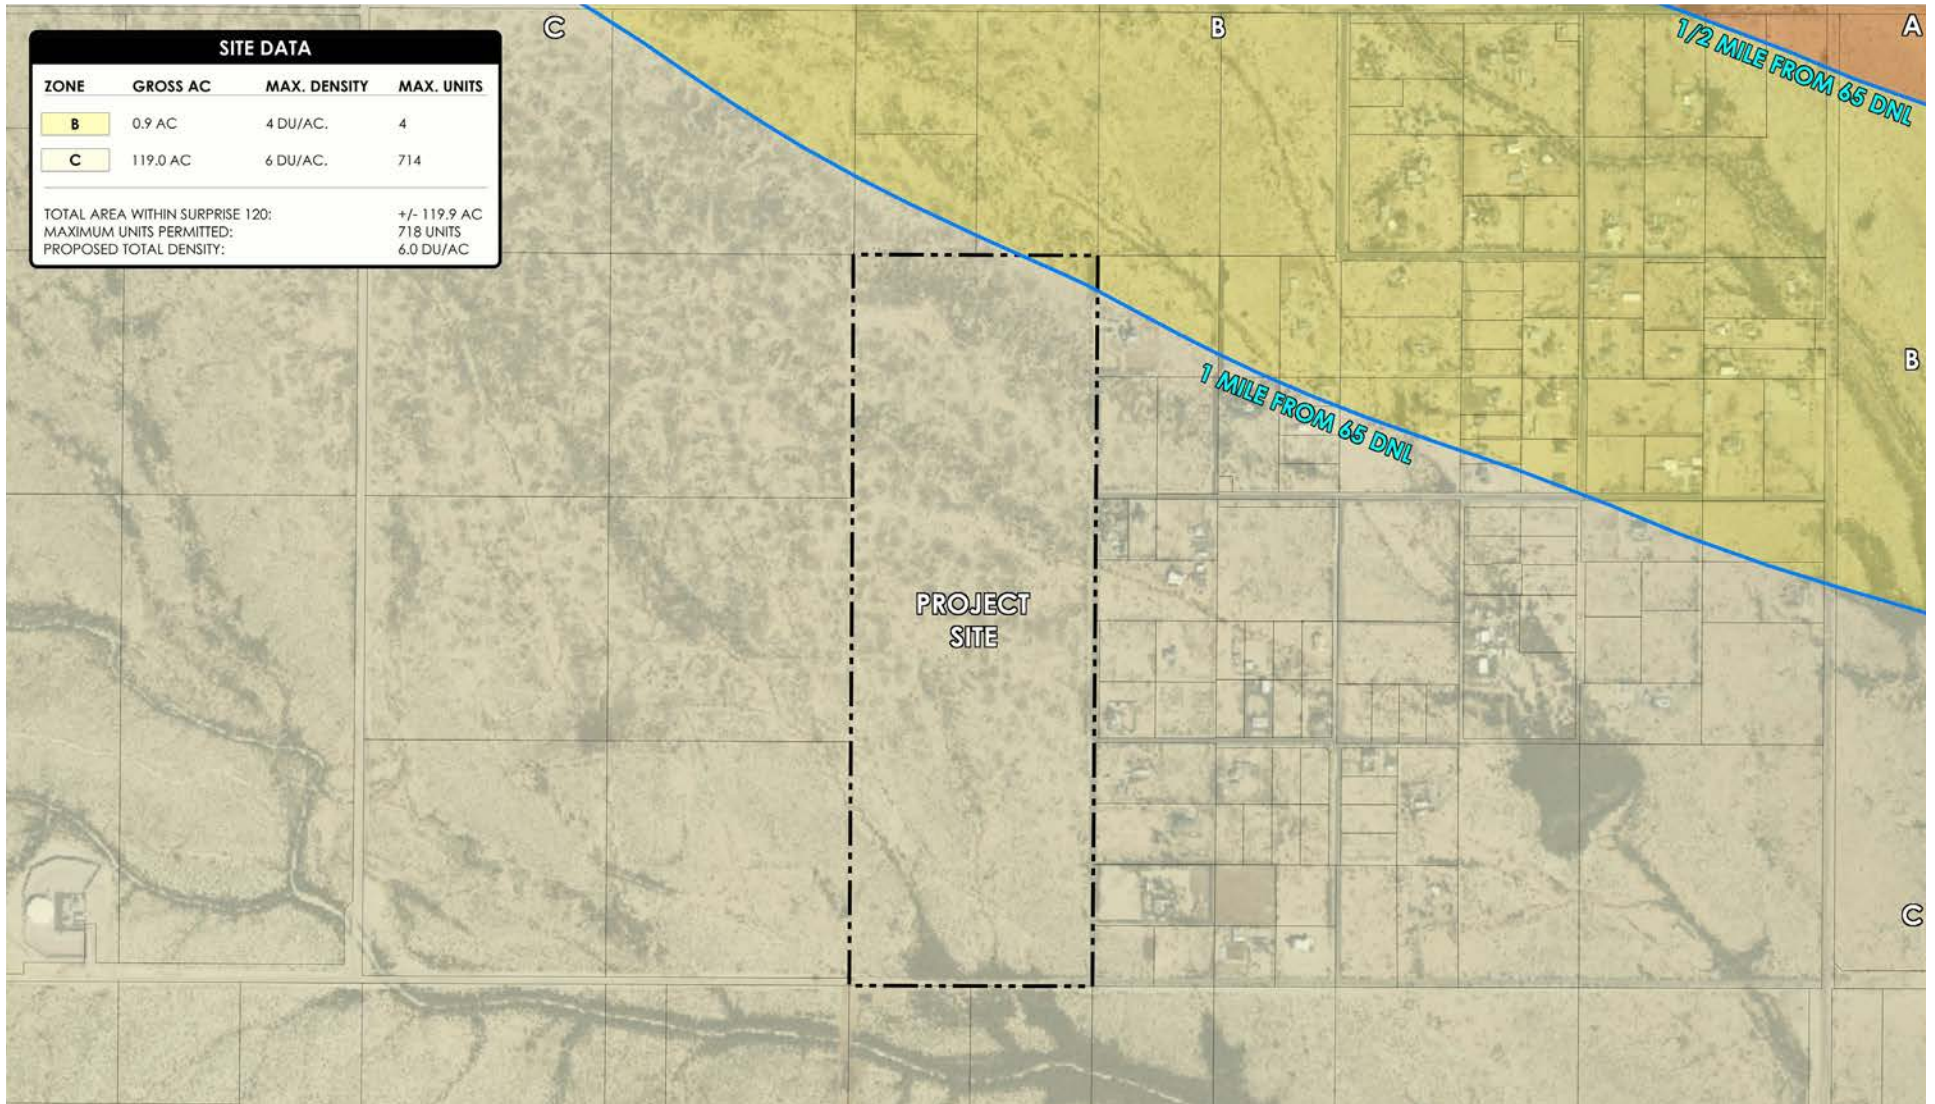 SITE DATA
ZONE GROSS AC MAX. DENSITY MAX. UNITS
B 0.9 AC 4 DU/AC. 4
C 119.0 AC 6 DU/AC. 714
TOTAL AREA WITHIN SURPRISE 120: +/- 119.9 AC
MAXIMUM UNITS PERMITTED: 718 UNITS
PROPOSED TOTAL DENSITY: 6.0 DU/AC
C
B
A
1/2 MILE FROM 65 DNL
B
1 MILE FROM 65 DNL
PROJECT
SITE
C